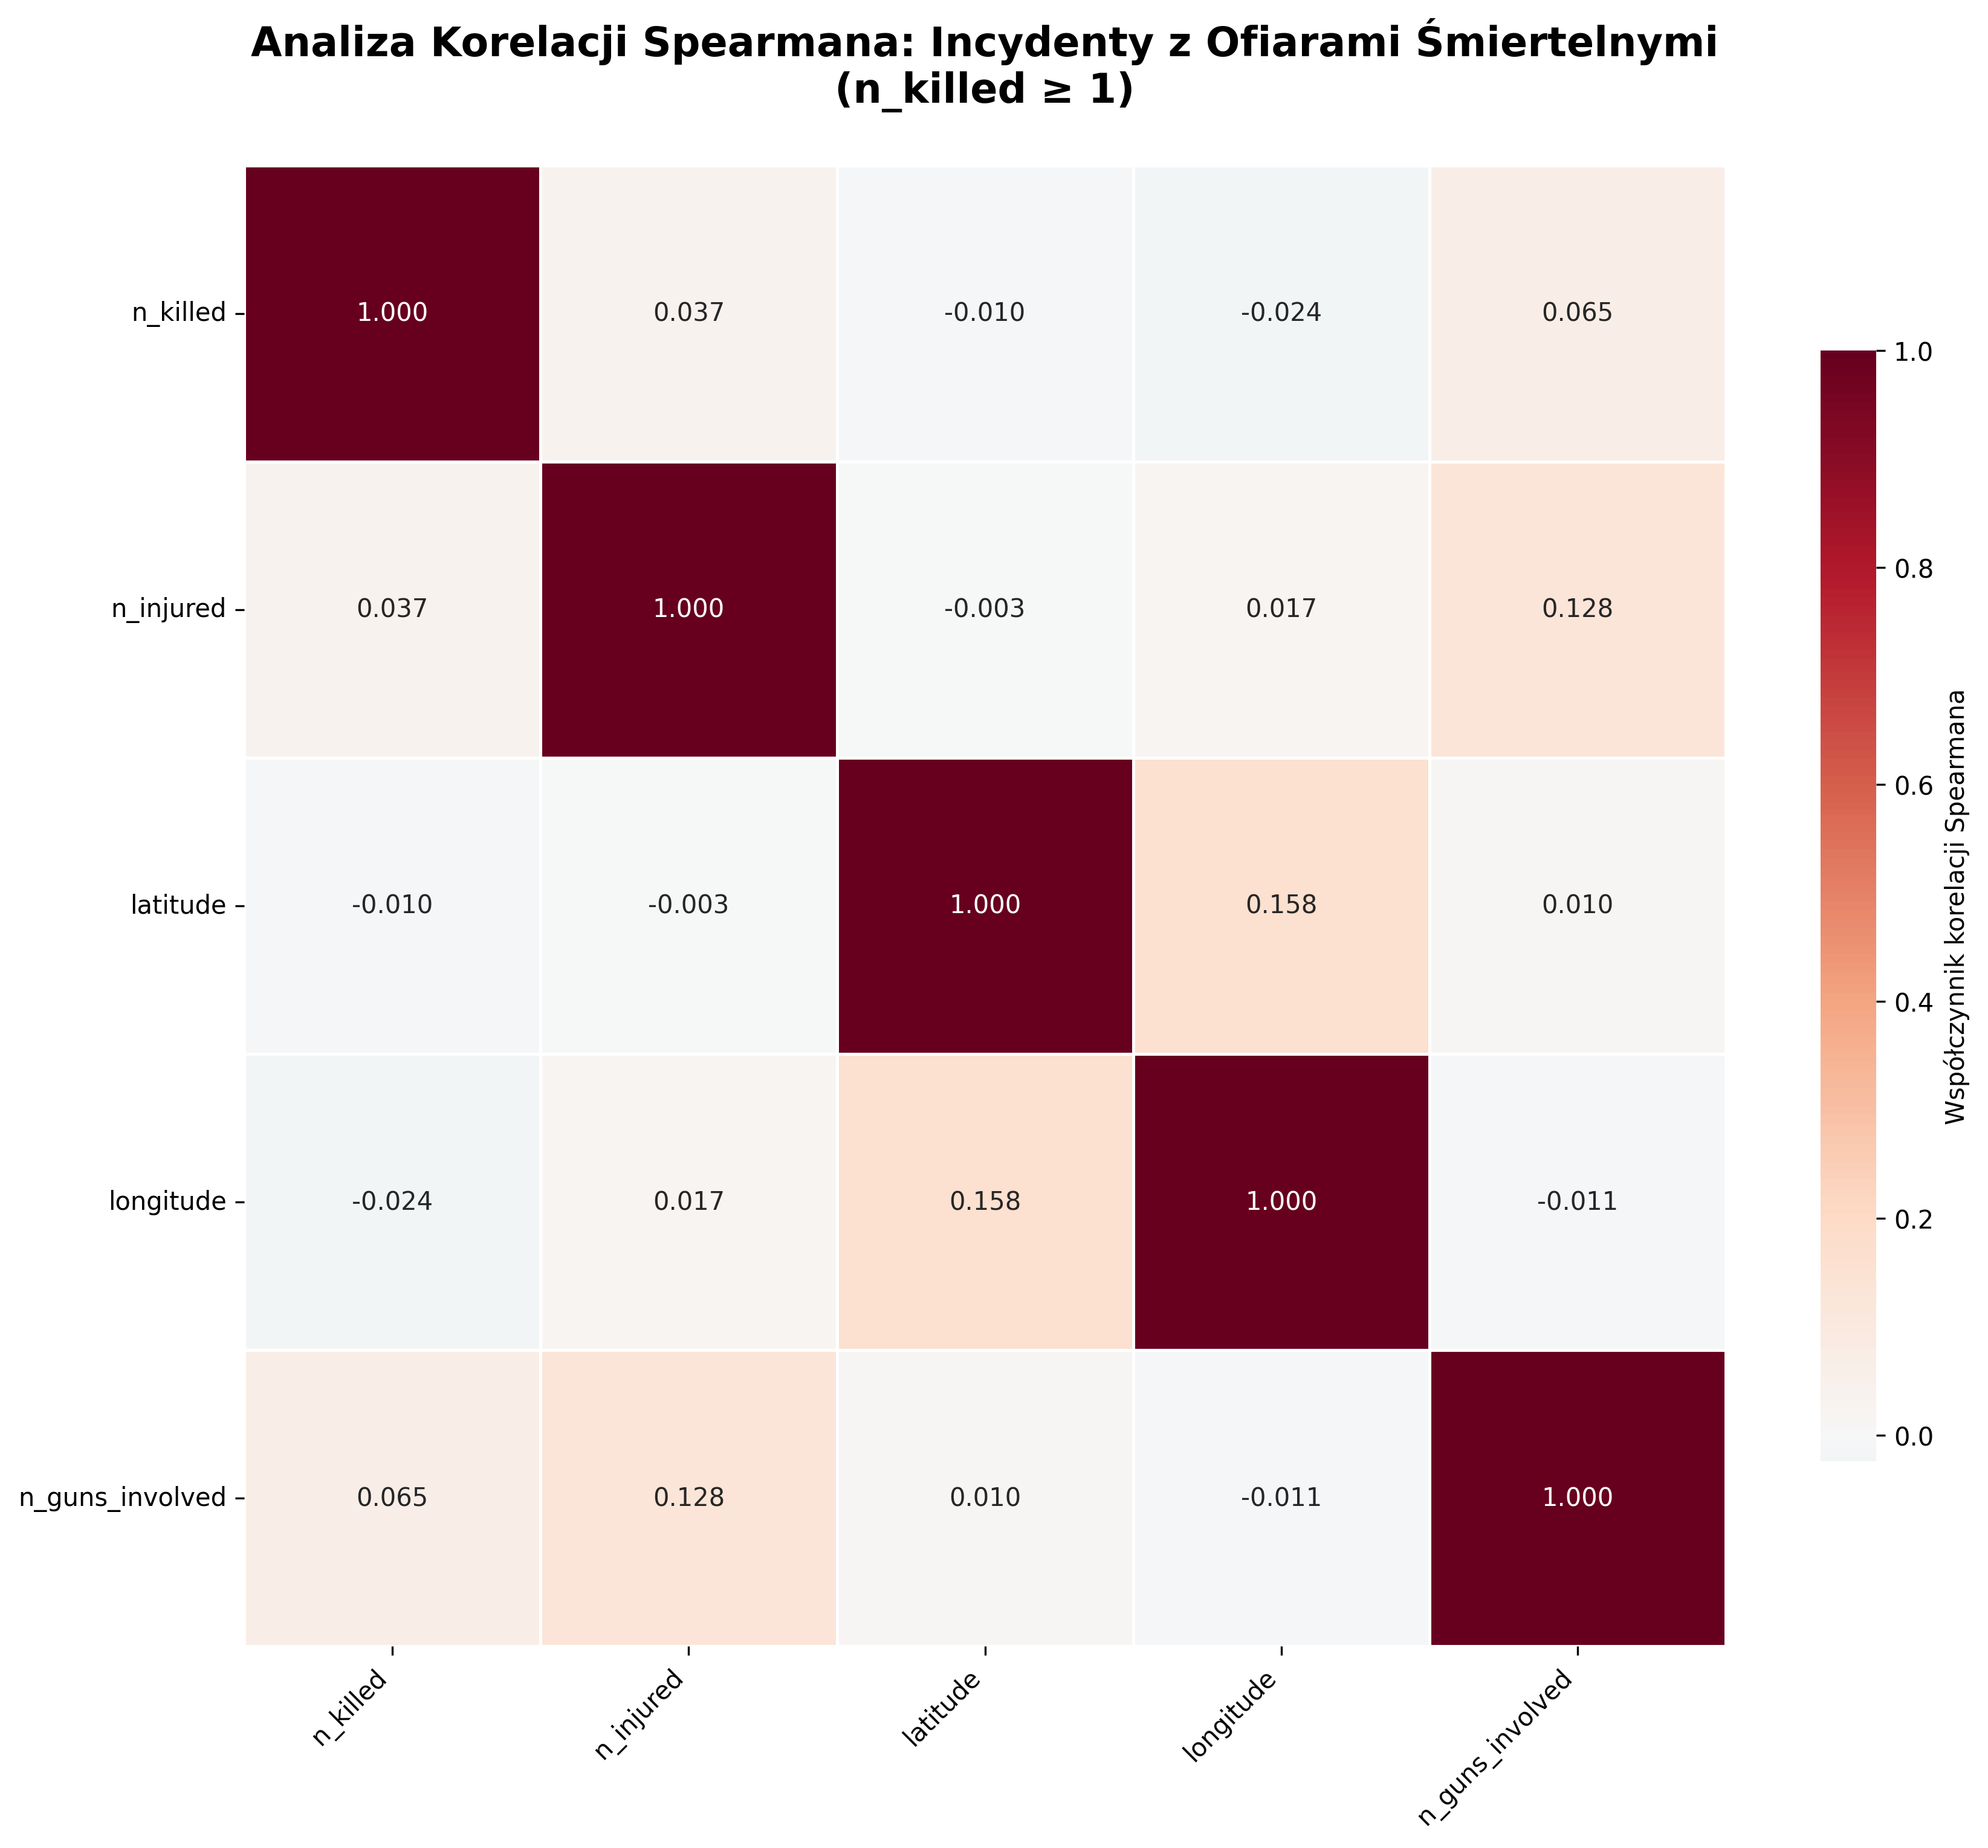 Analiza Korelacji Spearmana: Incydenty z Ofiarami Śmiertelnymi
(n_killed ≥ 1)
n_killed 1.000 0.037 -0.010 -0.024 0.065
n_injured 0.037 1.000 -0.003 0.017 0.128
latitude -0.010 -0.003 1.000 0.158 0.010
longitude -0.024 0.017 0.158 1.000 -0.011
n_guns_involved 0.065 0.128 0.010 -0.011 1.000
n_killed n_injured latitude longitude n_guns_involved
1.0
0.8
0.6
0.4
0.2
0.0
Współczynnik korelacji Spearmana